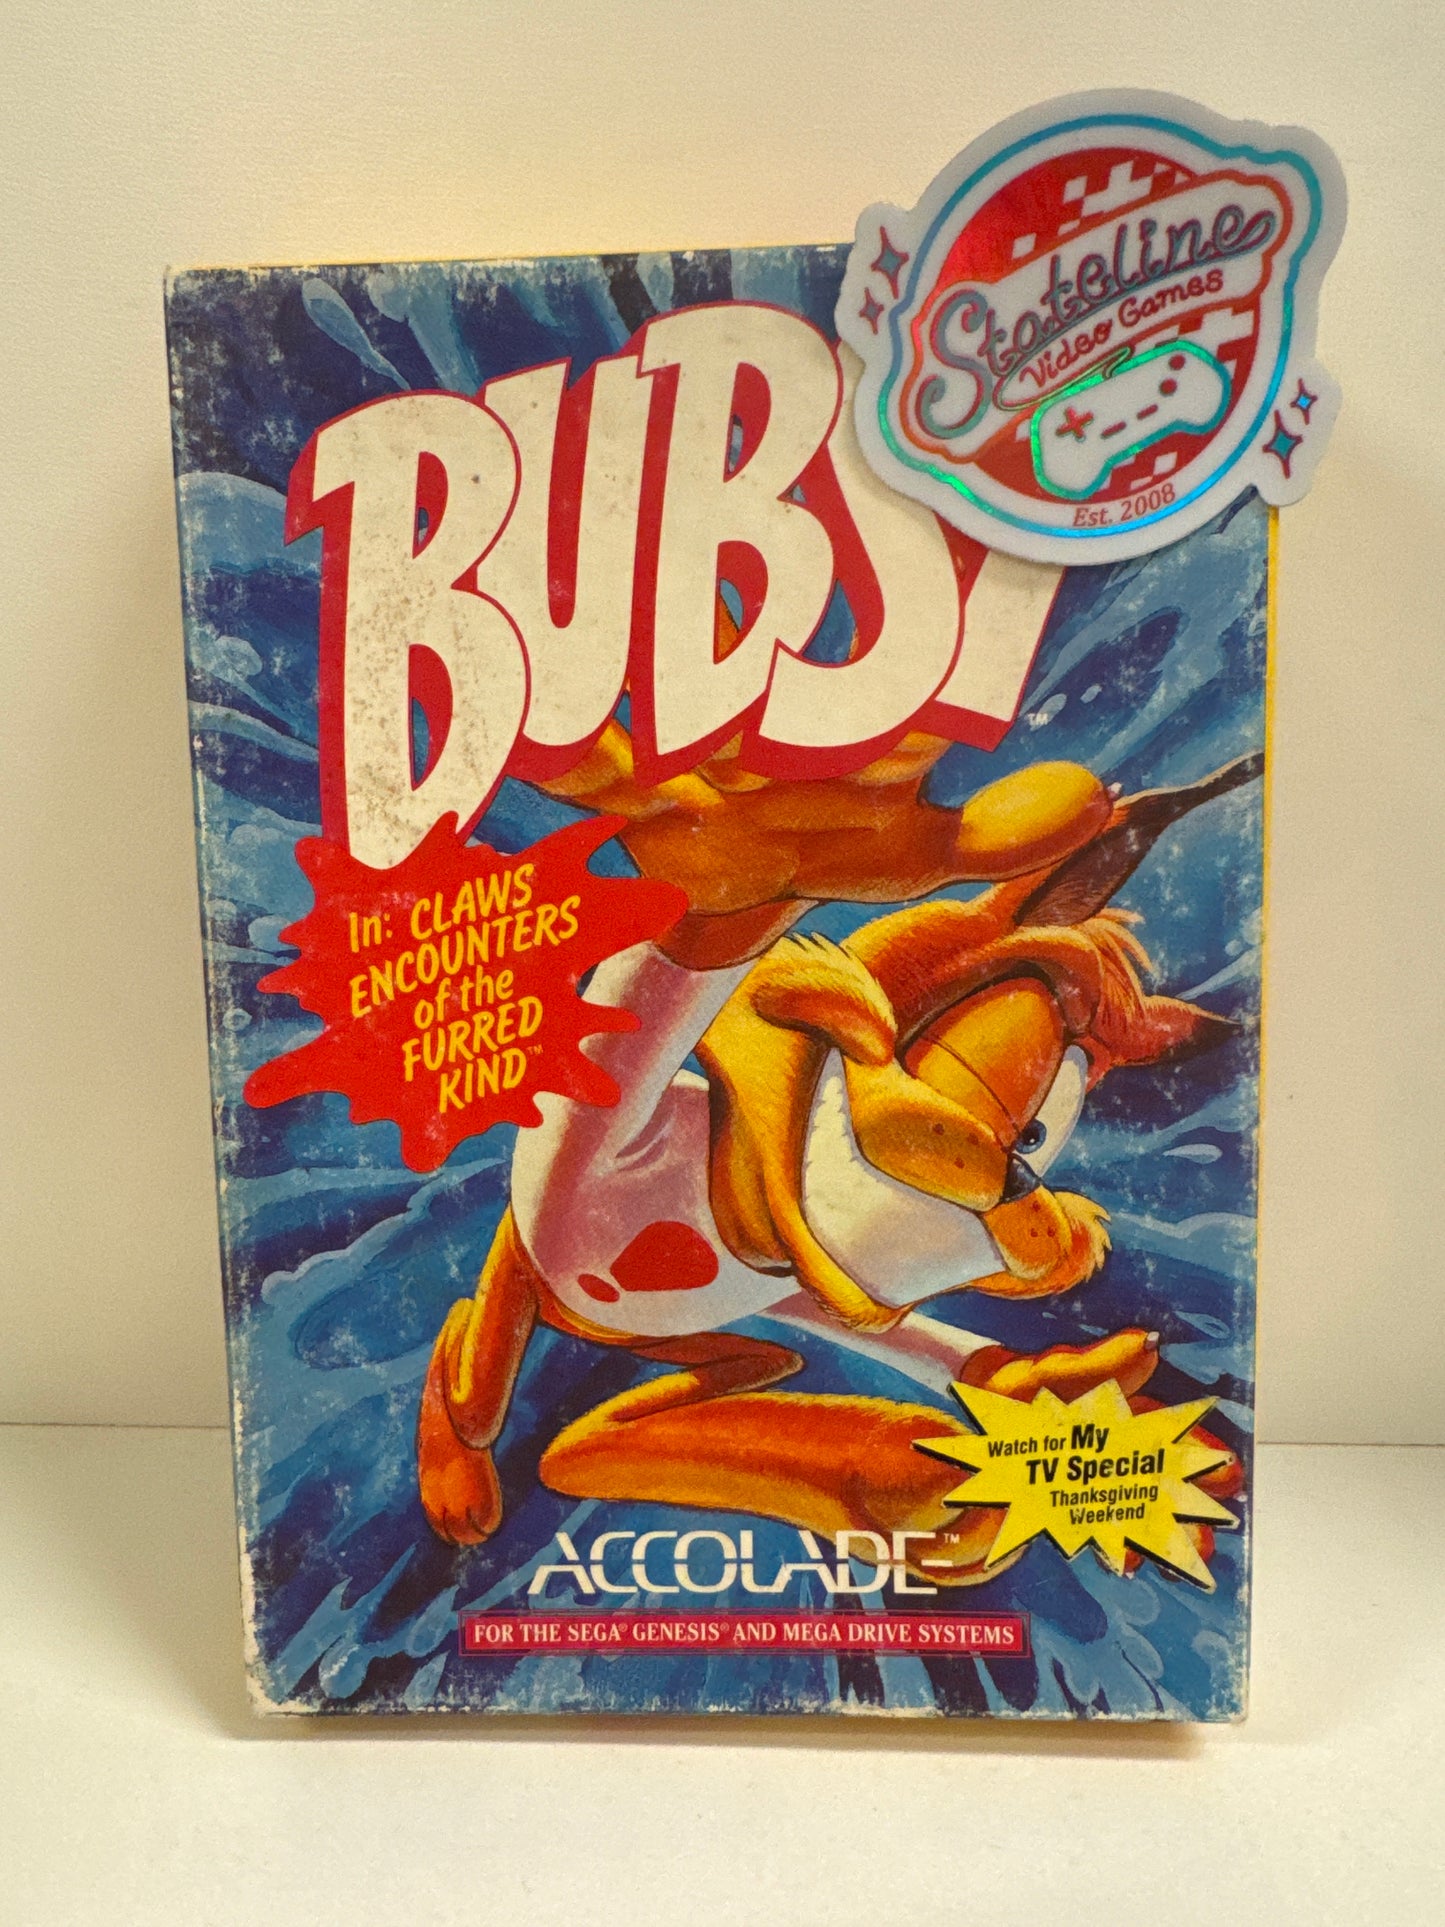 Stateline
Video Games
Est. 2008
BUBSY
™
In: CLAWS
ENCOUNTERS
of the
FURRED
KIND™
Watch for My
TV Special
Thanksgiving
Weekend
ACCOLADE™
FOR THE SEGA® GENESIS® AND MEGA DRIVE SYSTEMS